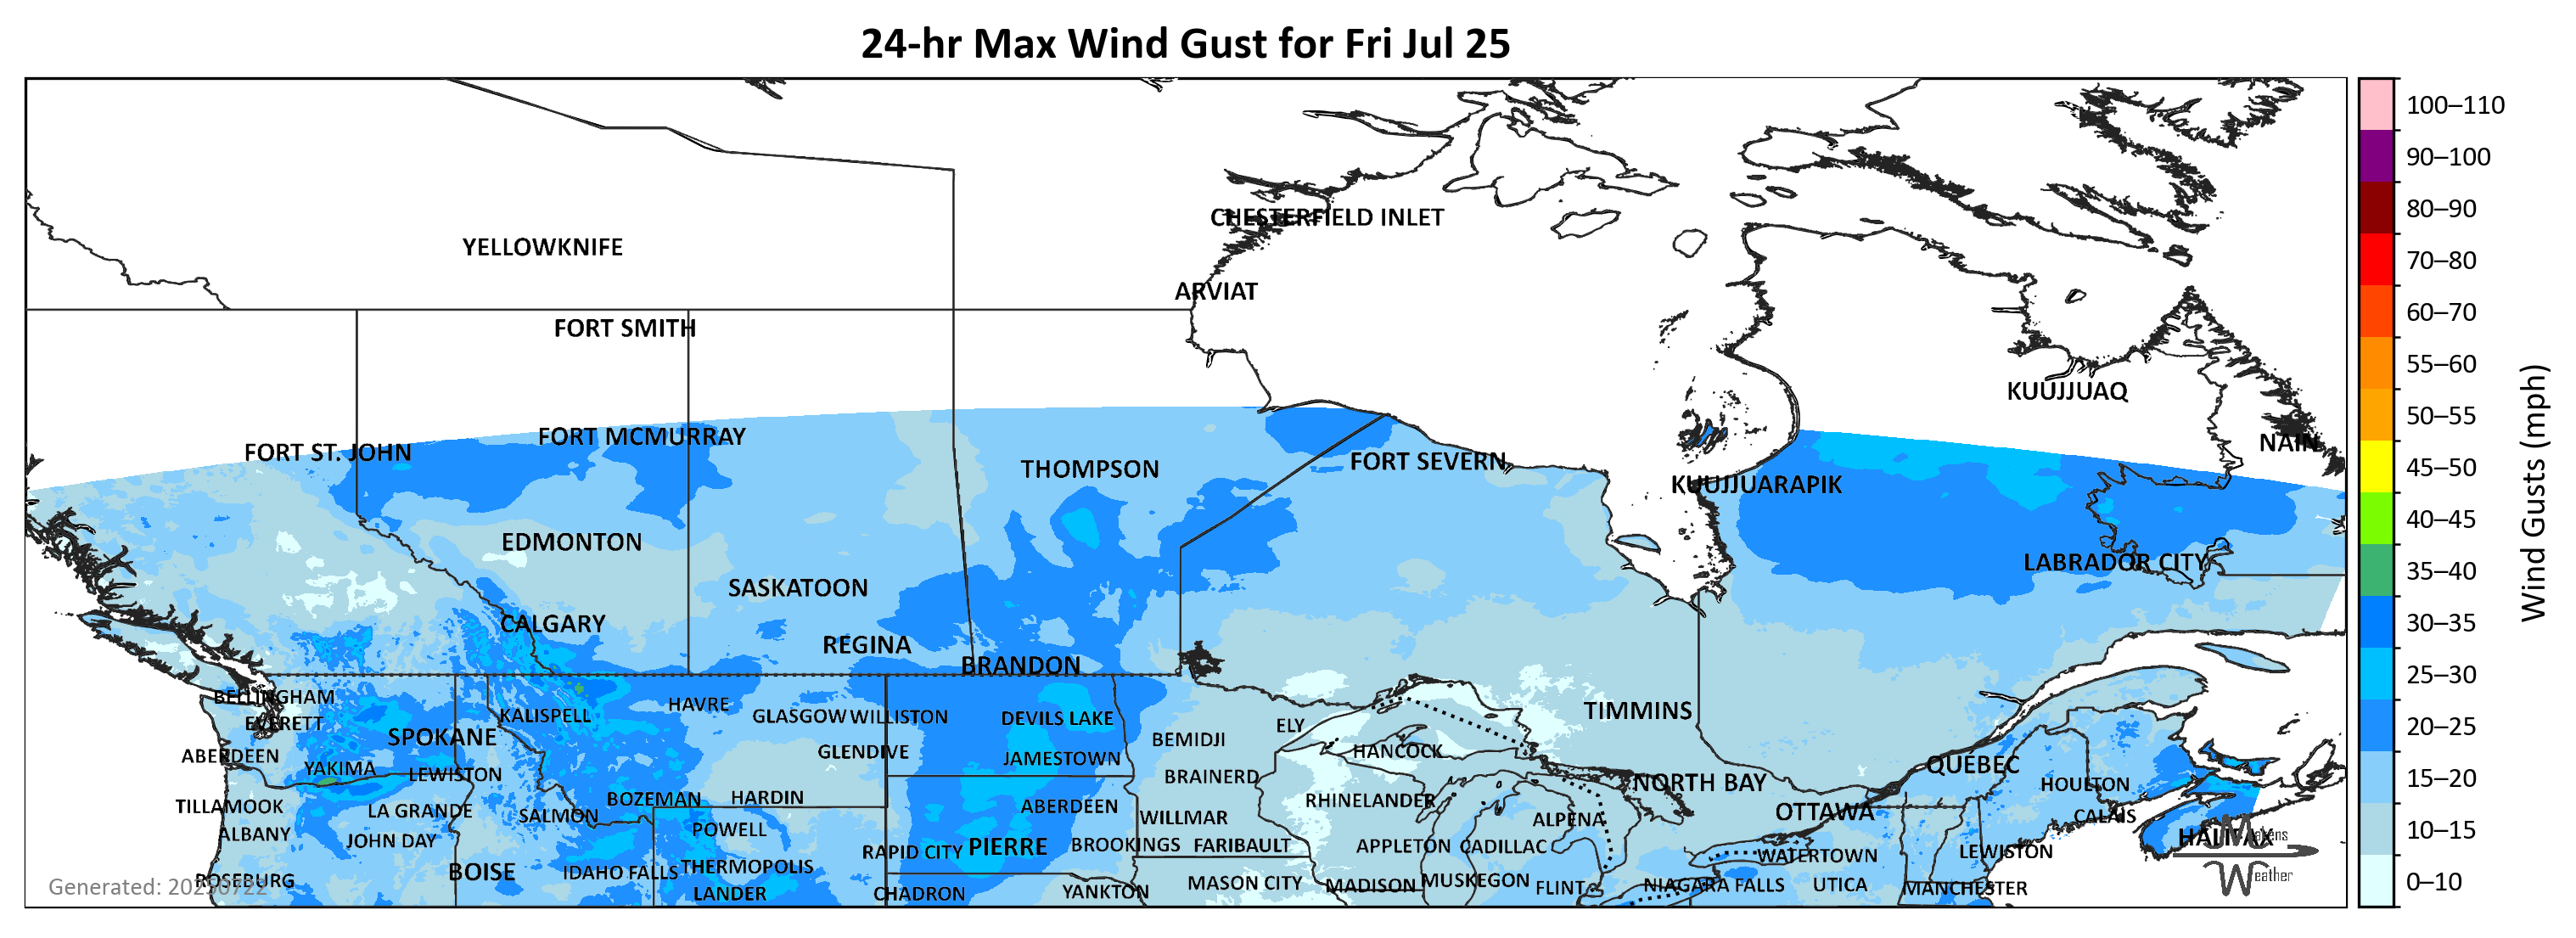 24-hr Max Wind Gust for Fri Jul 25
CHESTERFIELD INLET
YELLOWKNIFE
ARVIAT
FORT SMITH
KUUJJUAQ
FORT MCMURRAY
NAIN
FORT ST. JOHN
FORT SEVERN
THOMPSON
KUUJJUARAPIK
EDMONTON
LABRADOR CITY
SASKATOON
CALGARY
REGINA
BRANDON
BELLINGHAM
HAVRE
TIMMINS
KALISPELL
GLASGOW
WILLISTON
DEVILS LAKE
EVERETT
ELY
SPOKANE
BEMIDJI
ABERDEEN
GLENDIVE
JAMESTOWN
HANCOCK
QUÉBEC
YAKIMA
LEWISTON
BRAINERD
NORTH BAY
HOULTON
BOZEMAN
HARDIN
RHINELANDER
TILLAMOOK
LA GRANDE
SALMON
ABERDEEN
WILLMAR
ALPENA
OTTAWA
CALAIS
ALBANY
JOHN DAY
POWELL
HALIFAX
RAPID CITY
PIERRE
BROOKINGS
FARIBAULT
APPLETON
CADILLAC
WATERTOWN
LEWISTON
BOISE
IDAHO FALLS
THERMOPOLIS
ROSEBURG
MASON CITY
MADISON
MUSKEGON
FLINT
NIAGARA FALLS
UTICA
MANCHESTER
LANDER
CHADRON
YANKTON
Generated: 20250722
Makens
Weather
100–110
90–100
80–90
70–80
60–70
55–60
50–55
45–50
40–45
35–40
30–35
25–30
20–25
15–20
10–15
0–10
Wind Gusts (mph)